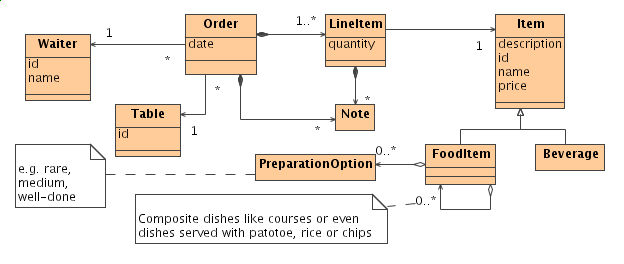 Order
date
1..*
LineItem
quantity
Item
description
id
name
price
1
Waiter
id
name
1
*
*
Table
id
1
*
*
Note
e.g. rare,
medium,
well-done
PreparationOption
0..*
FoodItem
Beverage
0..*
Composite dishes like courses or even
dishes served with patotoe, rice or chips